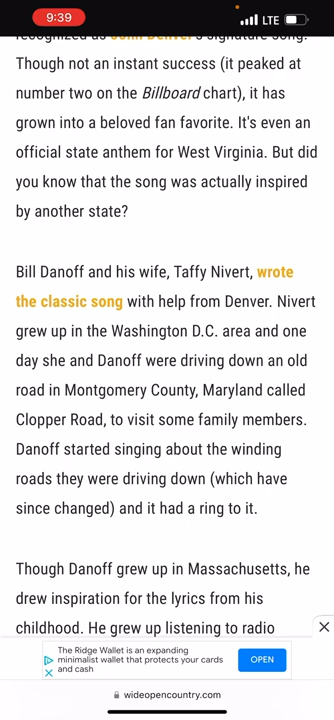 9:39
LTE
recognized as John Denver's signature song.
Though not an instant success (it peaked at
number two on the Billboard chart), it has
grown into a beloved fan favorite. It's even an
official state anthem for West Virginia. But did
you know that the song was actually inspired
by another state?
Bill Danoff and his wife, Taffy Nivert, wrote
the classic song with help from Denver. Nivert
grew up in the Washington D.C. area and one
day she and Danoff were driving down an old
road in Montgomery County, Maryland called
Clopper Road, to visit some family members.
Danoff started singing about the winding
roads they were driving down (which have
since changed) and it had a ring to it.
Though Danoff grew up in Massachusetts, he
drew inspiration for the lyrics from his
childhood. He grew up listening to radio
The Ridge Wallet is an expanding
minimalist wallet that protects your cards
and cash
OPEN
wideopencountry.com